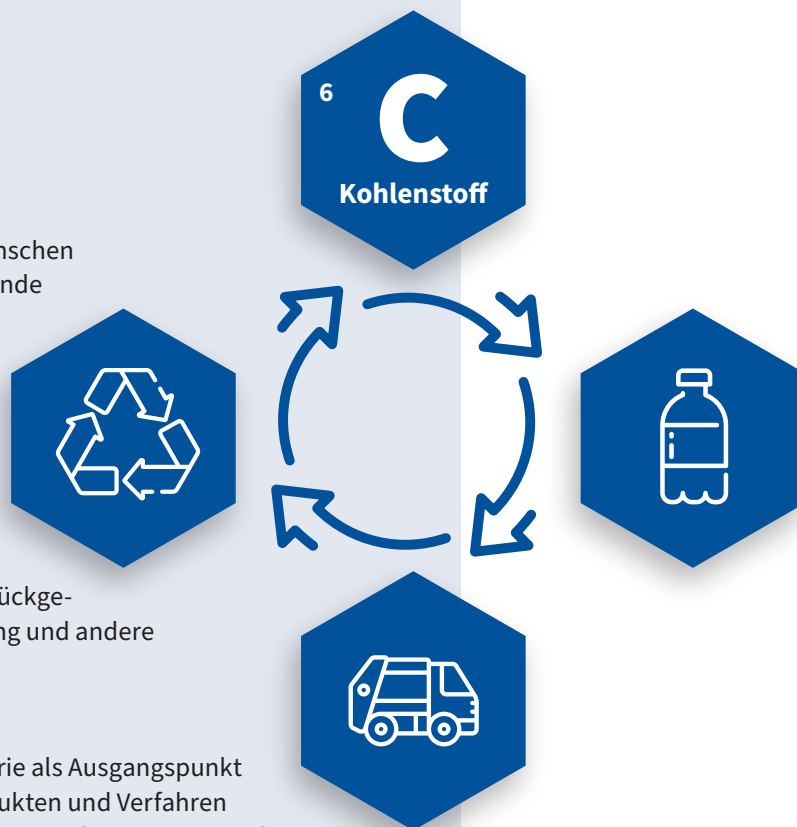 6
C
Kohlenstoff
nschen
nde
ückge-
ng und andere
rie als Ausgangspunkt
ukten und Verfahren